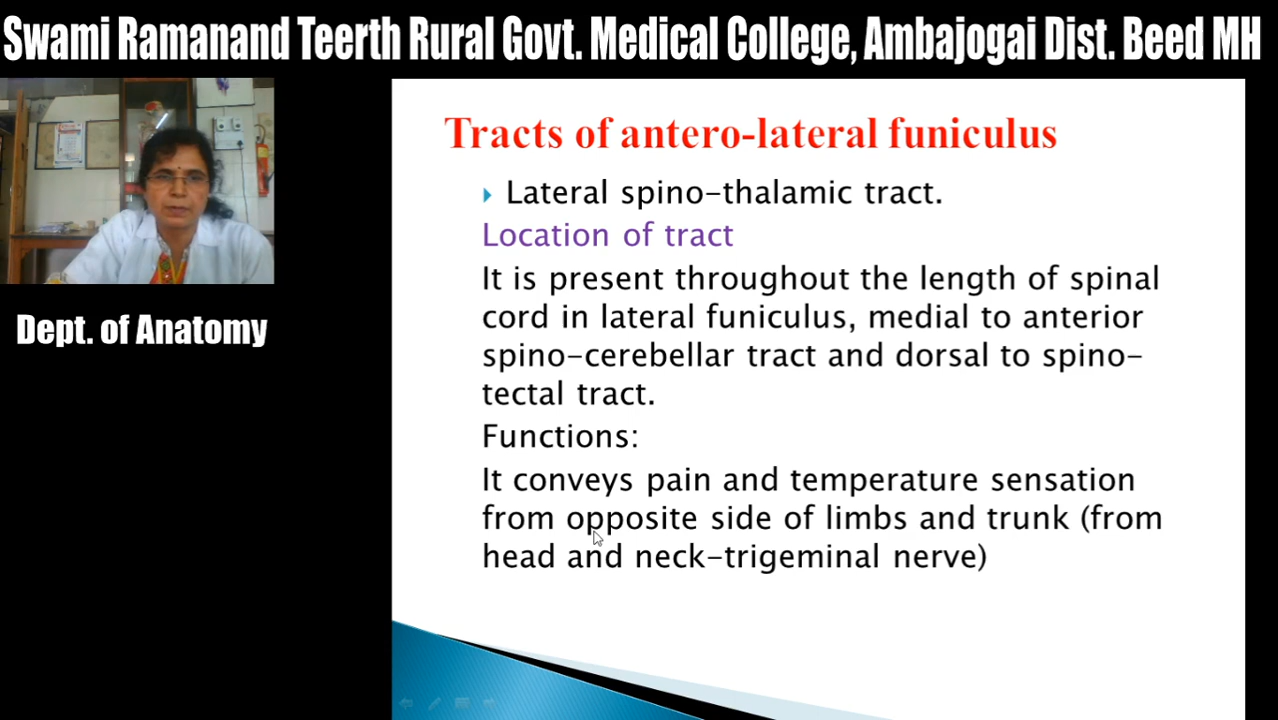 Swami Ramanand Teerth Rural Govt. Medical College, Ambajogai Dist. Beed MH
Dept. of Anatomy
Tracts of antero-lateral funiculus
Lateral spino-thalamic tract.
Location of tract
It is present throughout the length of spinal
cord in lateral funiculus, medial to anterior
spino-cerebellar tract and dorsal to spino-
tectal tract.
Functions:
It conveys pain and temperature sensation
from opposite side of limbs and trunk (from
head and neck-trigeminal nerve)